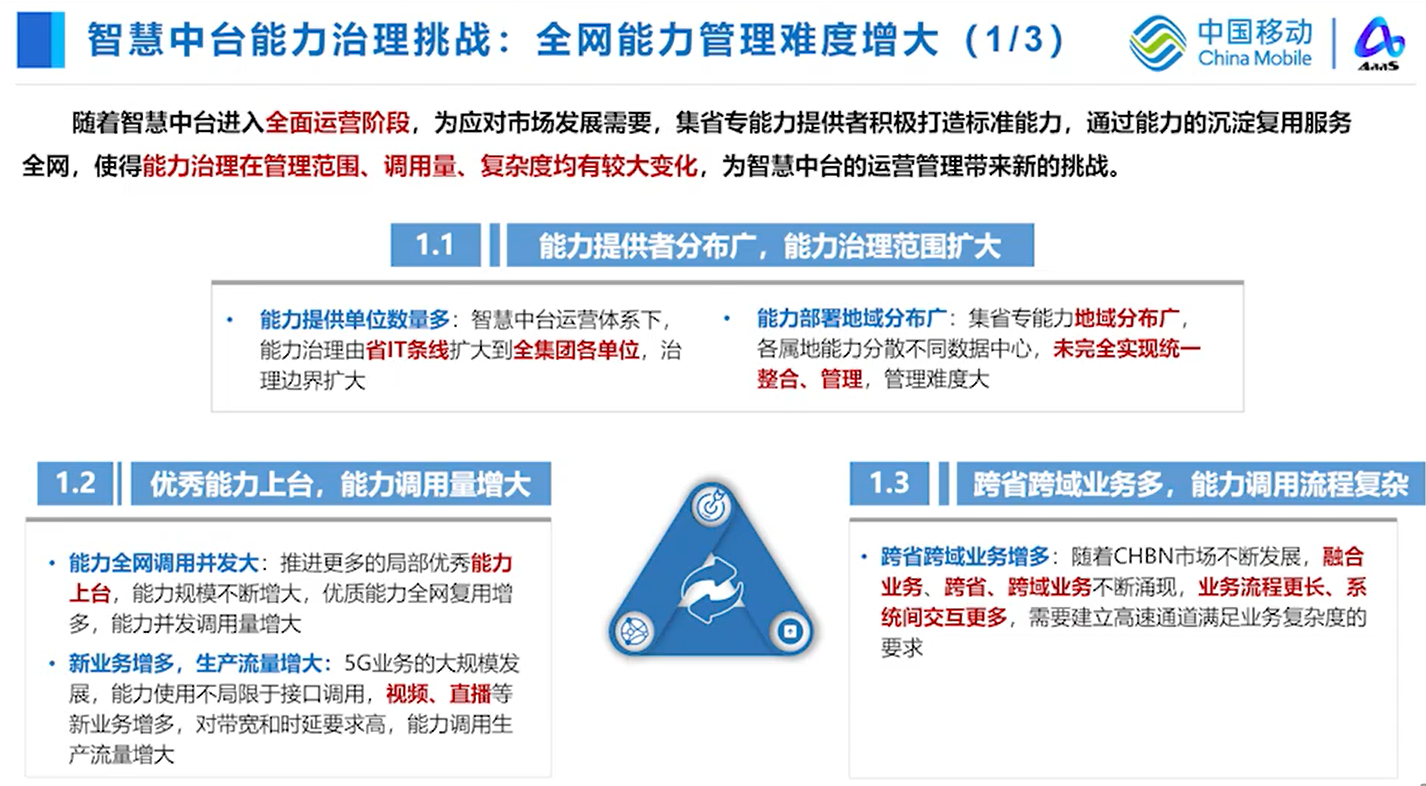 智慧中台能力治理挑战：全网能力管理难度增大（1/3）
中国移动
China Mobile
AaaS
随着智慧中台进入全面运营阶段，为应对市场发展需要，集省专能力提供者积极打造标准能力，通过能力的沉淀复用服务
全网，使得能力治理在管理范围、调用量、复杂度均有较大变化，为智慧中台的运营管理带来新的挑战。
1.1 能力提供者分布广，能力治理范围扩大
• 能力提供单位数量多：智慧中台运营体系下，
能力治理由省IT条线扩大到全集团各单位，治
理边界扩大
• 能力部署地域分布广：集省专能力地域分布广，
各属地能力分散不同数据中心，未完全实现统一
整合、管理，管理难度大
1.2 优秀能力上台，能力调用量增大
• 能力全网调用并发大：推进更多的局部优秀能力
上台，能力规模不断增大，优质能力全网复用增
多，能力并发调用量增大
• 新业务增多，生产流量增大：5G业务的大规模发
展，能力使用不局限于接口调用，视频、直播等
新业务增多，对带宽和时延要求高，能力调用生
产流量增大
1.3 跨省跨域业务多，能力调用流程复杂
• 跨省跨域业务增多：随着CHBN市场不断发展，融合
业务、跨省、跨域业务不断涌现，业务流程更长、系
统间交互更多，需要建立高速通道满足业务复杂度的
要求